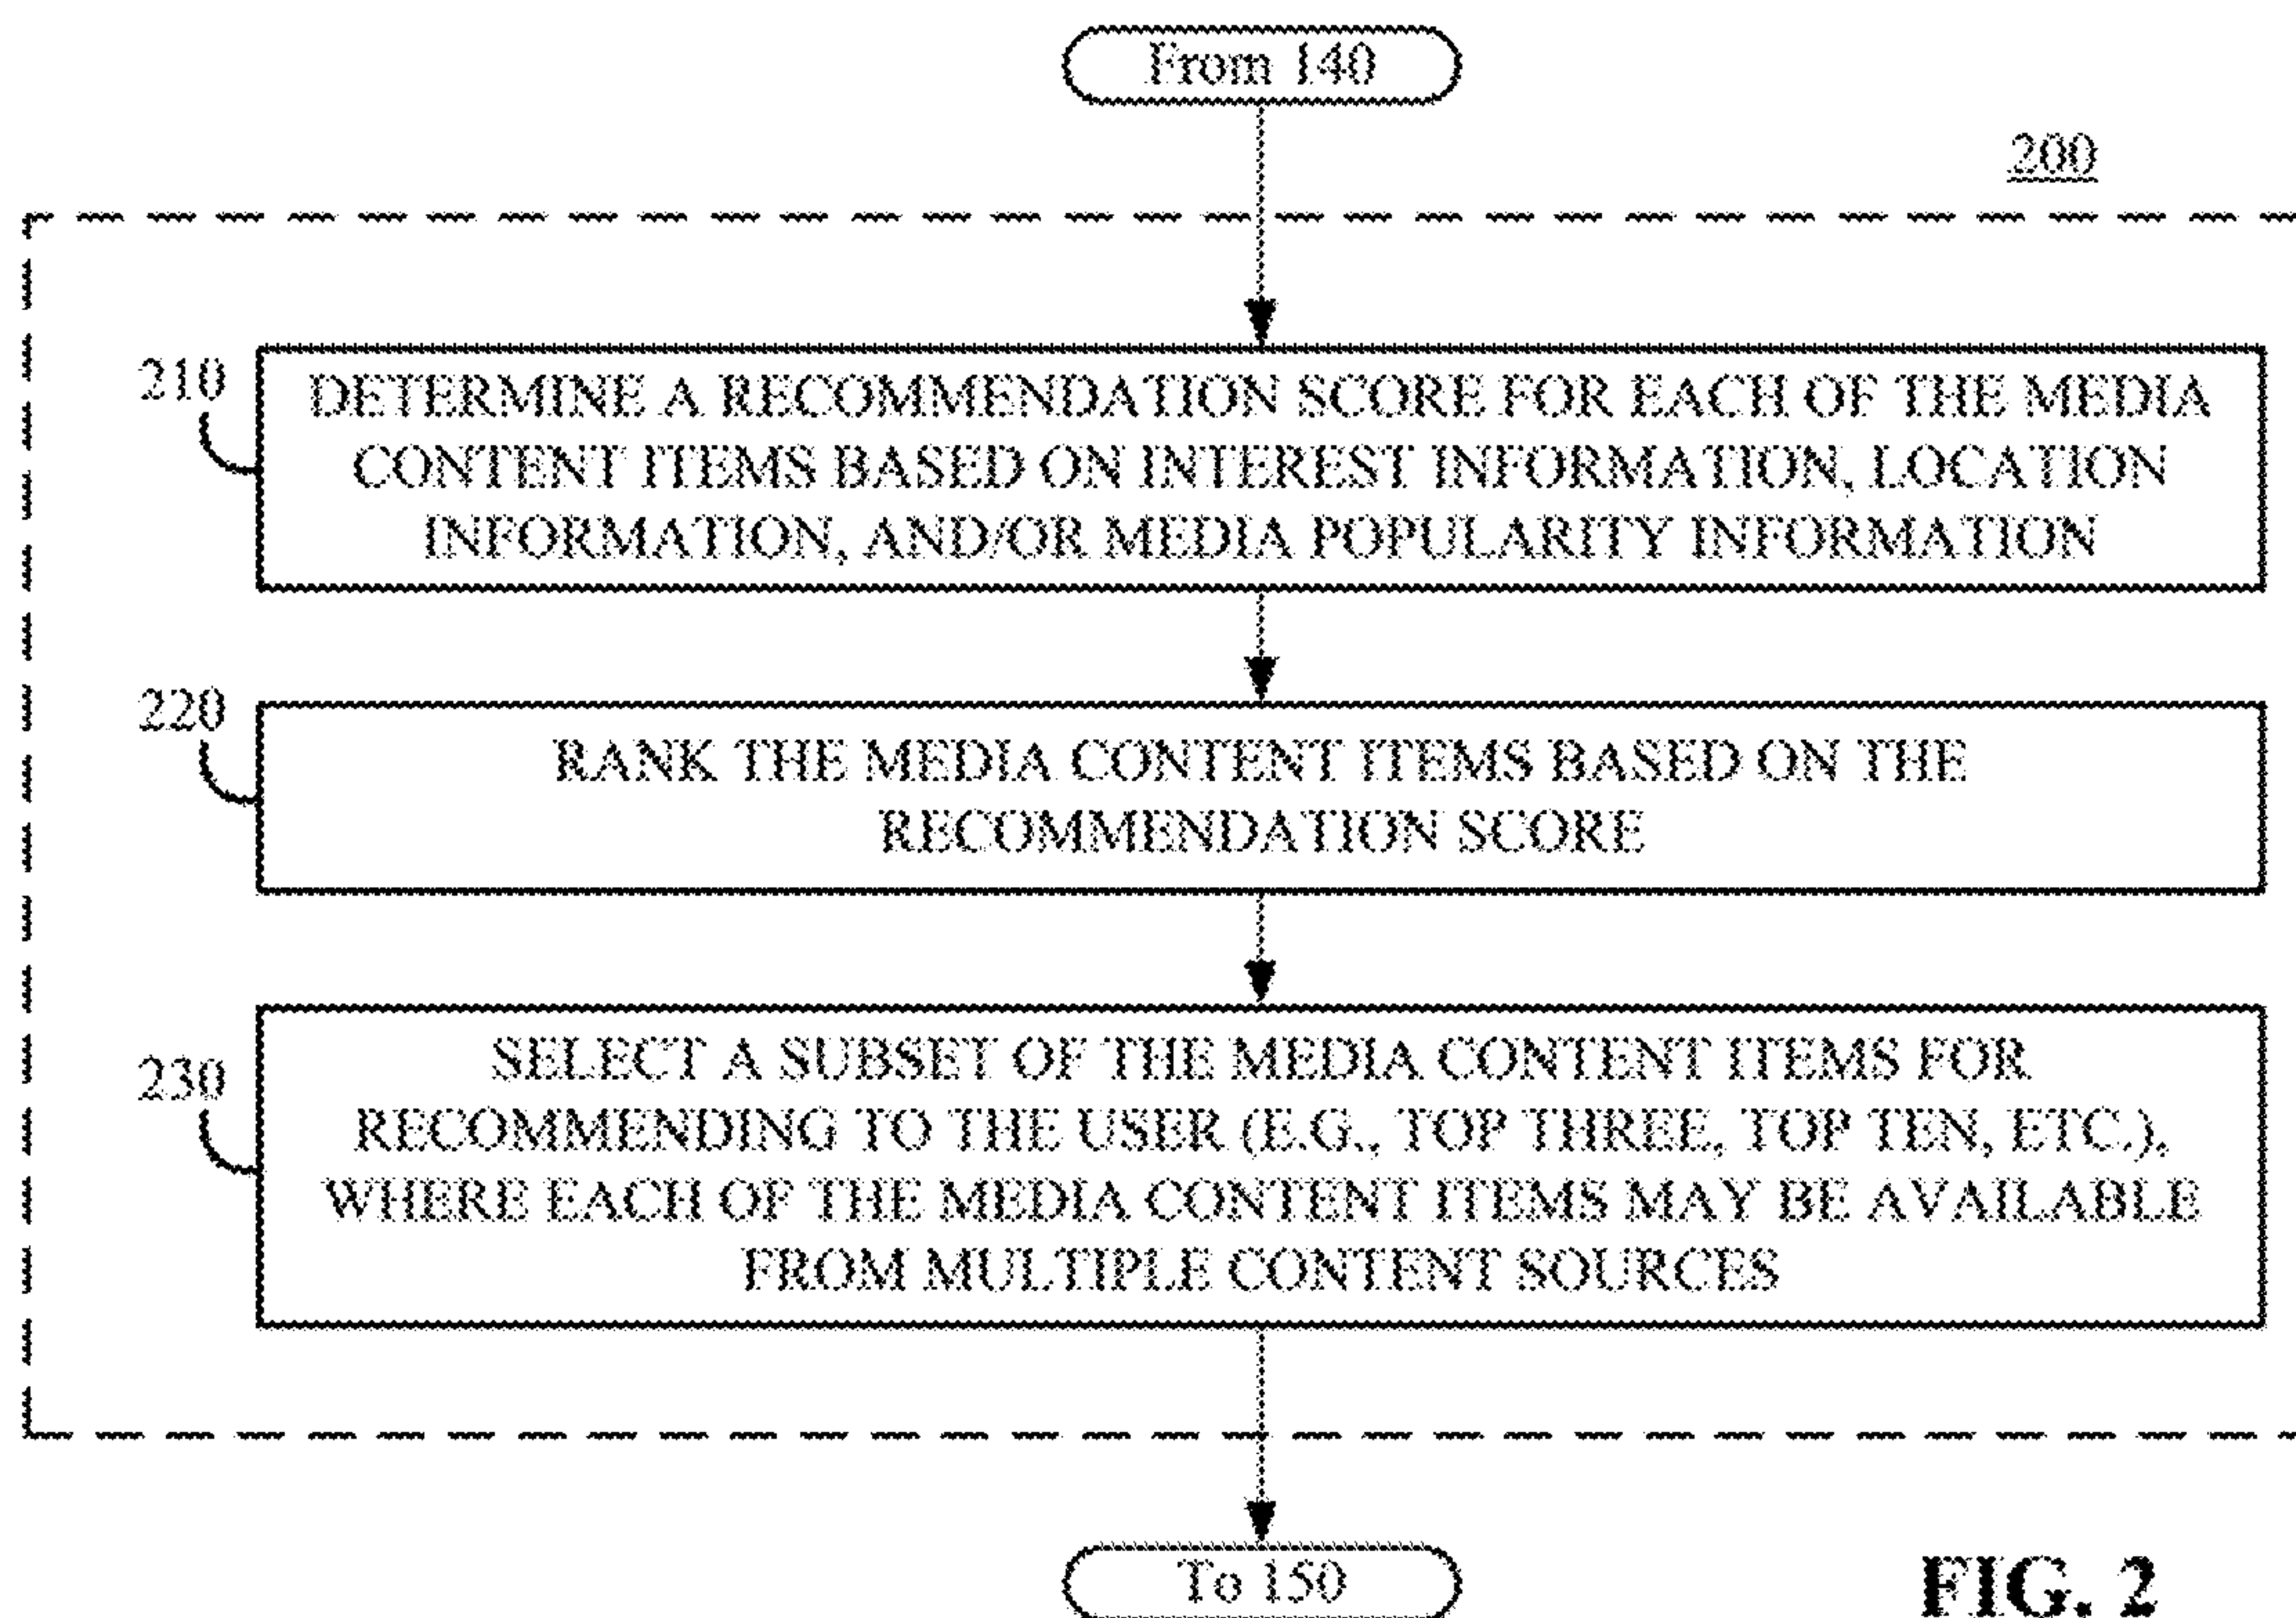 From 140
200
210
DETERMINE A RECOMMENDATION SCORE FOR EACH OF THE MEDIA
CONTENT ITEMS BASED ON INTEREST INFORMATION, LOCATION
INFORMATION, AND/OR MEDIA POPULARITY INFORMATION
220
RANK THE MEDIA CONTENT ITEMS BASED ON THE
RECOMMENDATION SCORE
230
SELECT A SUBSET OF THE MEDIA CONTENT ITEMS FOR
RECOMMENDING TO THE USER (E.G., TOP THREE, TOP TEN, ETC.),
WHERE EACH OF THE MEDIA CONTENT ITEMS MAY BE AVAILABLE
FROM MULTIPLE CONTENT SOURCES
To 150
FIG. 2